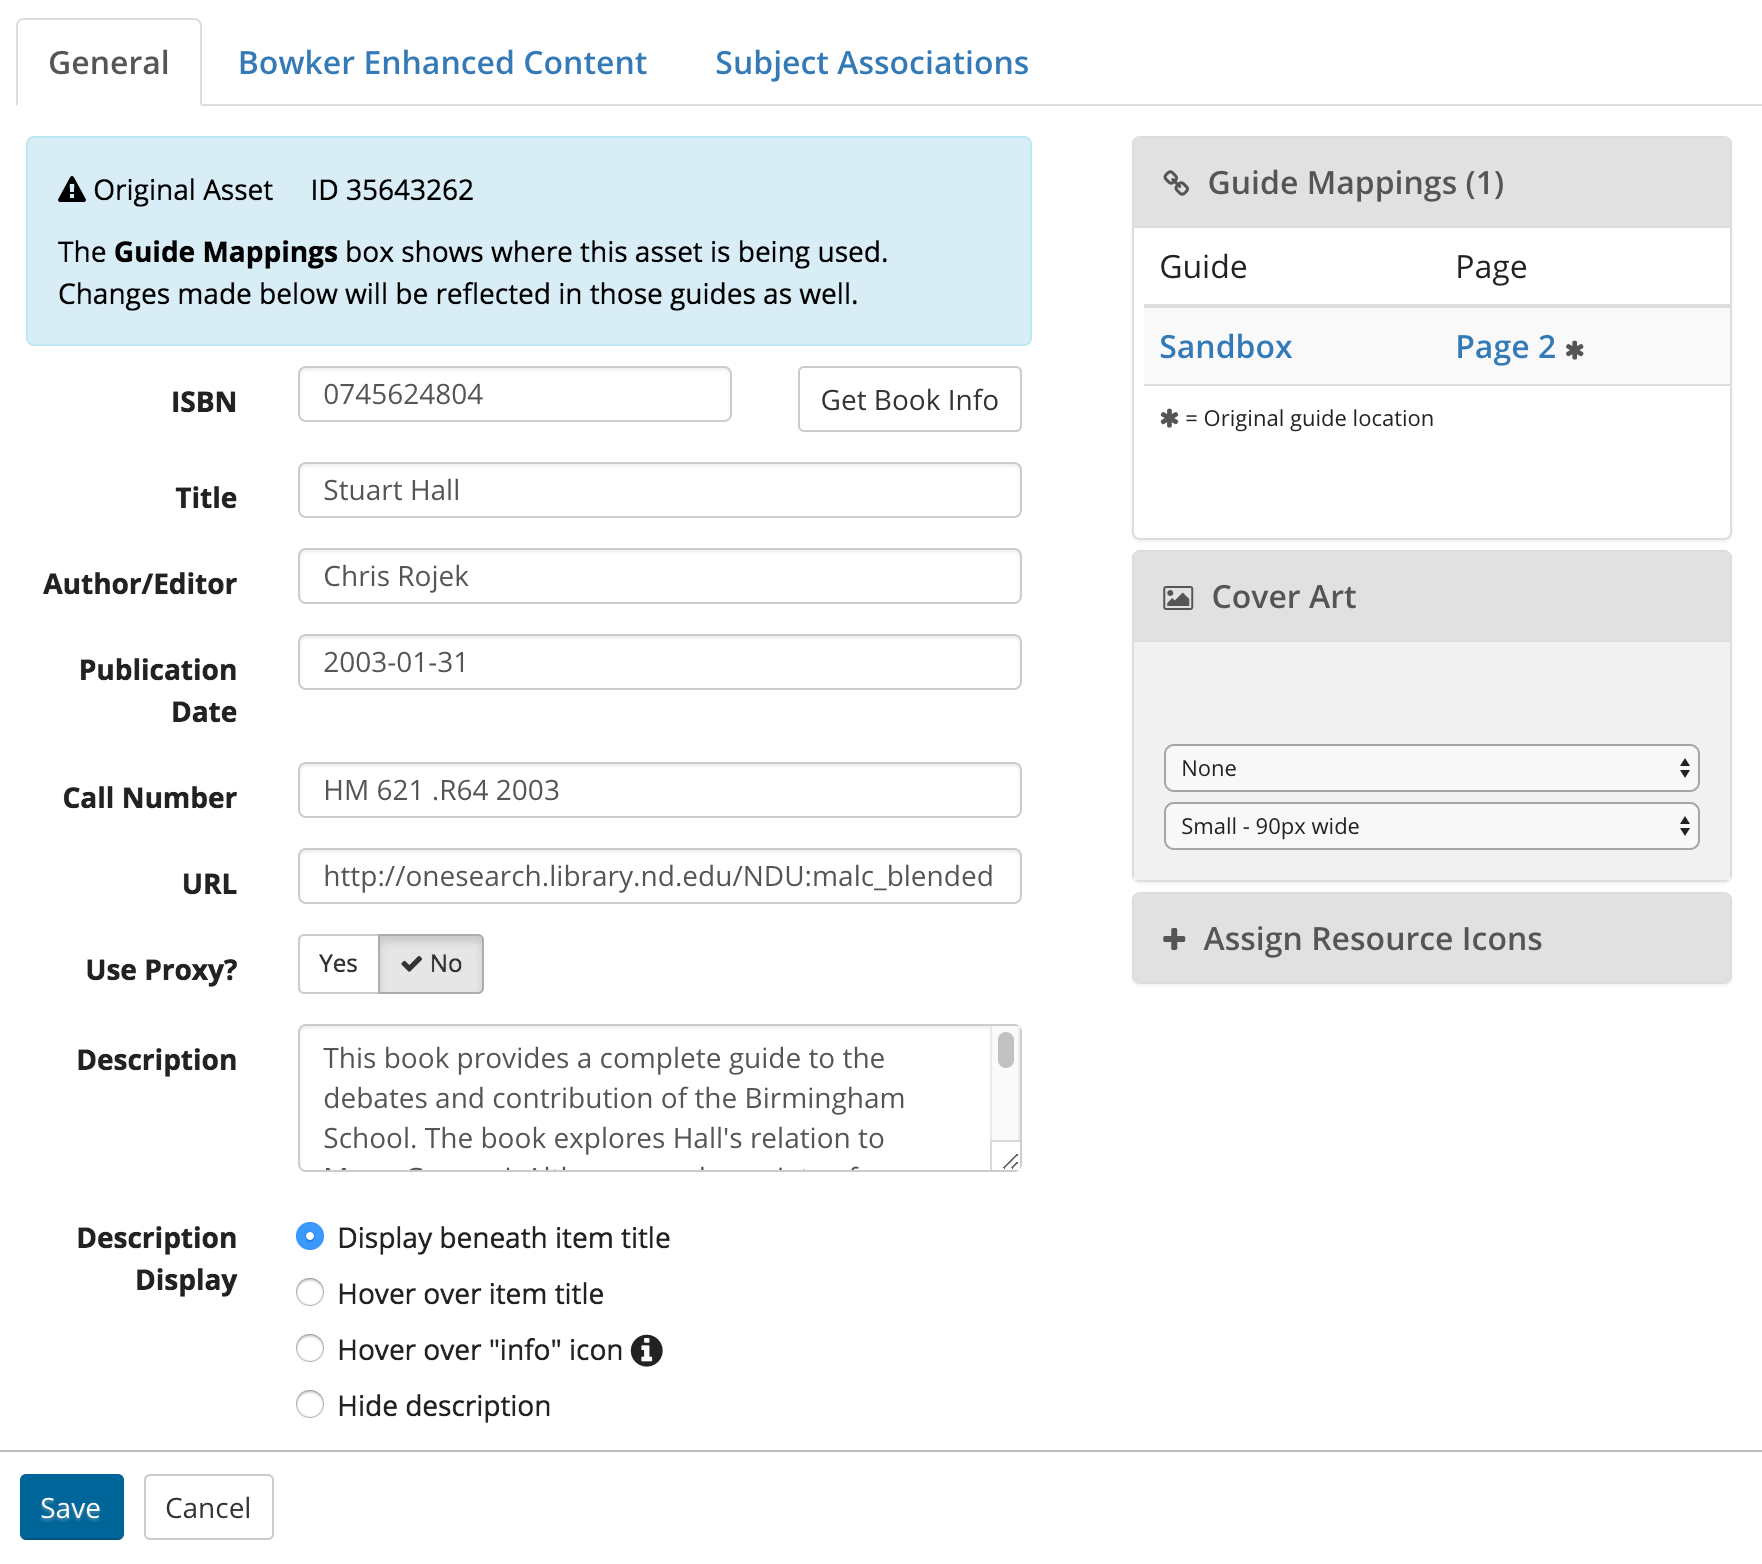 General
Bowker Enhanced Content
Subject Associations
Original Asset ID 35643262
The Guide Mappings box shows where this asset is being used.
Changes made below will be reflected in those guides as well.
ISBN
0745624804
Get Book Info
Title
Stuart Hall
Author/Editor
Chris Rojek
Publication
Date
2003-01-31
Call Number
HM 621 .R64 2003
URL
http://onesearch.library.nd.edu/NDU:malc_blended
Use Proxy?
Yes
No
Description
This book provides a complete guide to the
debates and contribution of the Birmingham
School. The book explores Hall's relation to
Description
Display
Display beneath item title
Hover over item title
Hover over "info" icon
Hide description
Save
Cancel
Guide Mappings (1)
Guide Page
Sandbox Page 2 ✱
✱ = Original guide location
Cover Art
None
Small - 90px wide
Assign Resource Icons